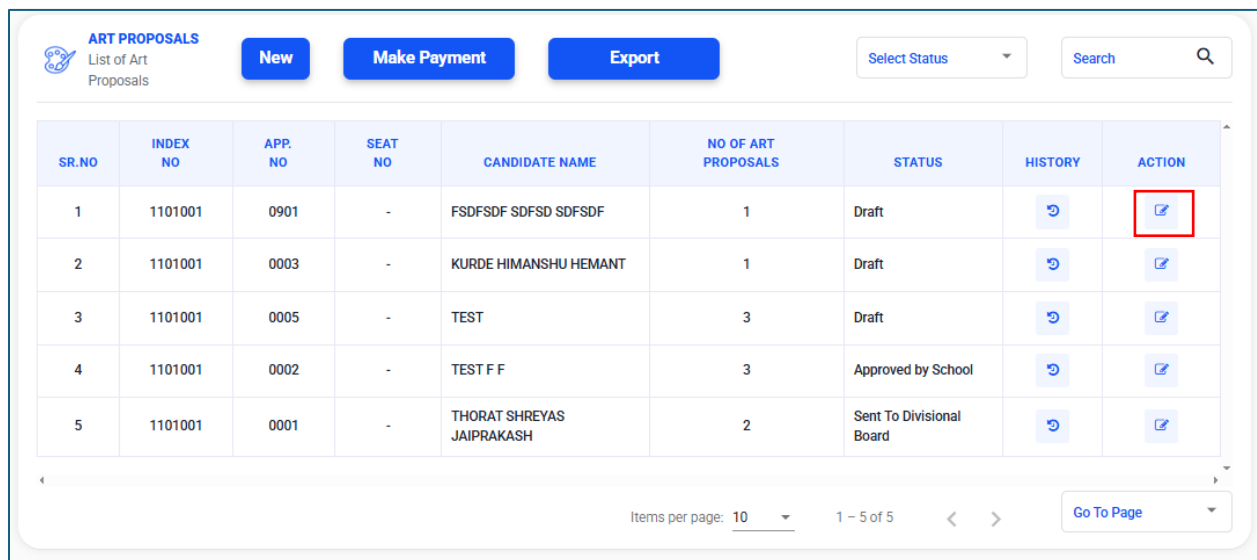 ART PROPOSALS
List of Art
Proposals
New
Make Payment
Export
Select Status
Search
SR.NO INDEX NO APP. NO SEAT NO CANDIDATE NAME NO OF ART PROPOSALS STATUS HISTORY ACTION
1 1101001 0901 - FSDFSDF SDFSD SDFSDF 1 Draft
2 1101001 0003 - KURDE HIMANSHU HEMANT 1 Draft
3 1101001 0005 - TEST 3 Draft
4 1101001 0002 - TEST F F 3 Approved by School
5 1101001 0001 - THORAT SHREYAS JAIPRAKASH 2 Sent To Divisional Board
Items per page: 10 1 – 5 of 5 Go To Page